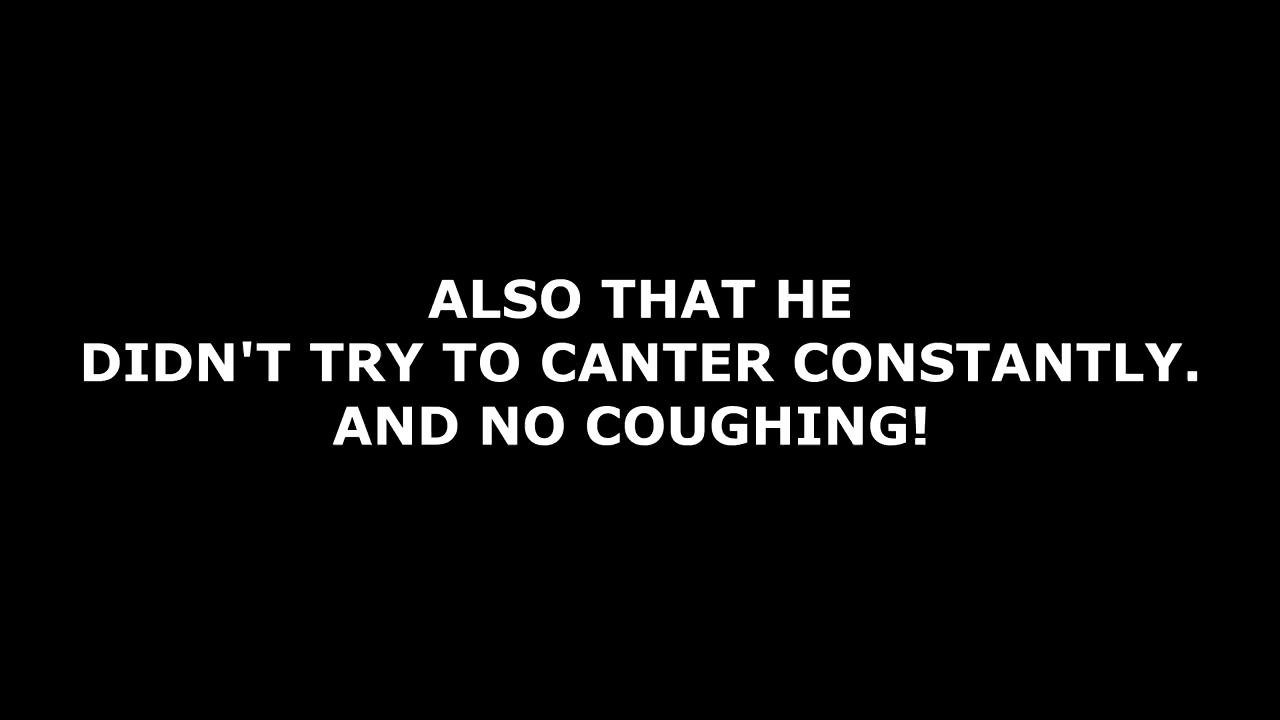 ALSO THAT HE
DIDN'T TRY TO CANTER CONSTANTLY.
AND NO COUGHING!